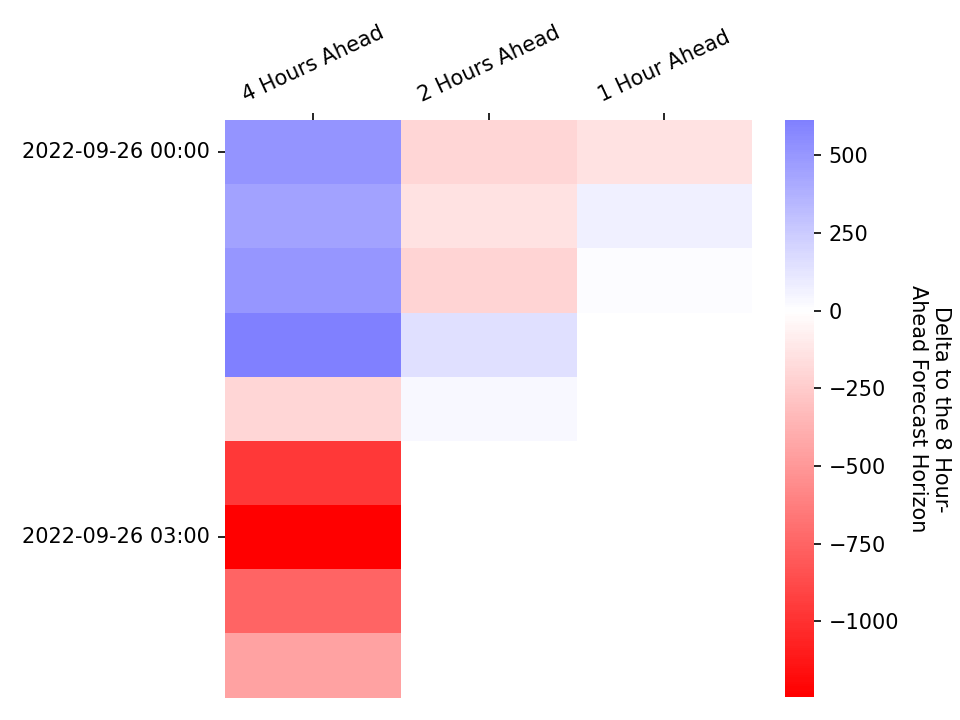 4 Hours Ahead
2 Hours Ahead
1 Hour Ahead
2022-09-26 00:00
2022-09-26 03:00
500
250
0
−250
−500
−750
−1000
Delta to the 8 Hour-
Ahead Forecast Horizon